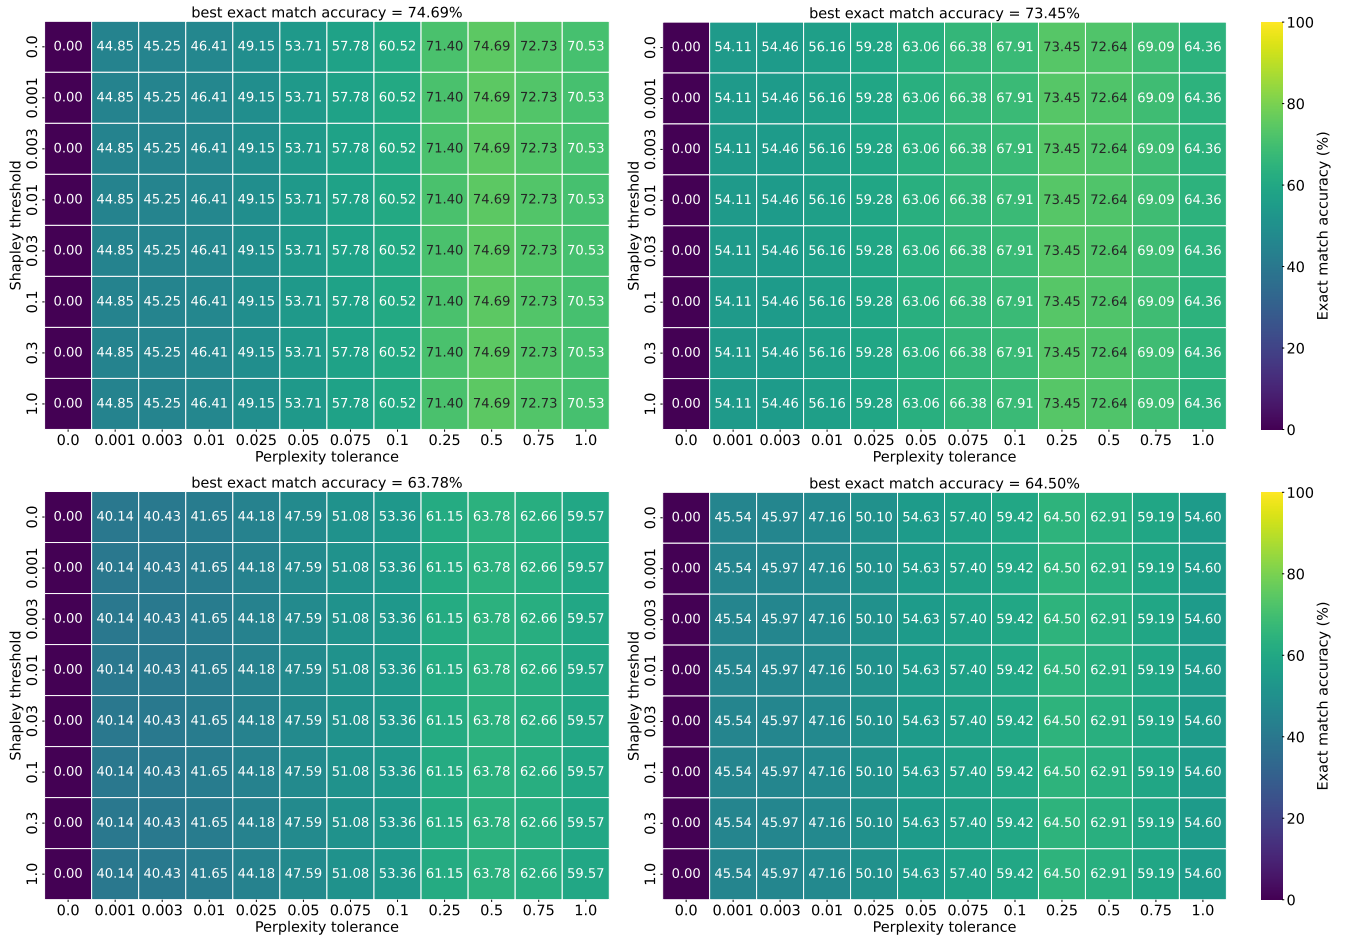 best exact match accuracy = 74.69%
0.0 0.00 44.85 45.25 46.41 49.15 53.71 57.78 60.52 71.40 74.69 72.73 70.53
0.001 0.00 44.85 45.25 46.41 49.15 53.71 57.78 60.52 71.40 74.69 72.73 70.53
0.003 0.00 44.85 45.25 46.41 49.15 53.71 57.78 60.52 71.40 74.69 72.73 70.53
0.01 0.00 44.85 45.25 46.41 49.15 53.71 57.78 60.52 71.40 74.69 72.73 70.53
0.03 0.00 44.85 45.25 46.41 49.15 53.71 57.78 60.52 71.40 74.69 72.73 70.53
0.1 0.00 44.85 45.25 46.41 49.15 53.71 57.78 60.52 71.40 74.69 72.73 70.53
0.3 0.00 44.85 45.25 46.41 49.15 53.71 57.78 60.52 71.40 74.69 72.73 70.53
1.0 0.00 44.85 45.25 46.41 49.15 53.71 57.78 60.52 71.40 74.69 72.73 70.53
0.0 0.001 0.003 0.01 0.025 0.05 0.075 0.1 0.25 0.5 0.75 1.0
Perplexity tolerance
Shapley threshold
best exact match accuracy = 73.45%
0.0 0.00 54.11 54.46 56.16 59.28 63.06 66.38 67.91 73.45 72.64 69.09 64.36
0.001 0.00 54.11 54.46 56.16 59.28 63.06 66.38 67.91 73.45 72.64 69.09 64.36
0.003 0.00 54.11 54.46 56.16 59.28 63.06 66.38 67.91 73.45 72.64 69.09 64.36
0.01 0.00 54.11 54.46 56.16 59.28 63.06 66.38 67.91 73.45 72.64 69.09 64.36
0.03 0.00 54.11 54.46 56.16 59.28 63.06 66.38 67.91 73.45 72.64 69.09 64.36
0.1 0.00 54.11 54.46 56.16 59.28 63.06 66.38 67.91 73.45 72.64 69.09 64.36
0.3 0.00 54.11 54.46 56.16 59.28 63.06 66.38 67.91 73.45 72.64 69.09 64.36
1.0 0.00 54.11 54.46 56.16 59.28 63.06 66.38 67.91 73.45 72.64 69.09 64.36
0.0 0.001 0.003 0.01 0.025 0.05 0.075 0.1 0.25 0.5 0.75 1.0
Perplexity tolerance
Shapley threshold
100
80
60
40
20
0
Exact match accuracy (%)
best exact match accuracy = 63.78%
0.0 0.00 40.14 40.43 41.65 44.18 47.59 51.08 53.36 61.15 63.78 62.66 59.57
0.001 0.00 40.14 40.43 41.65 44.18 47.59 51.08 53.36 61.15 63.78 62.66 59.57
0.003 0.00 40.14 40.43 41.65 44.18 47.59 51.08 53.36 61.15 63.78 62.66 59.57
0.01 0.00 40.14 40.43 41.65 44.18 47.59 51.08 53.36 61.15 63.78 62.66 59.57
0.03 0.00 40.14 40.43 41.65 44.18 47.59 51.08 53.36 61.15 63.78 62.66 59.57
0.1 0.00 40.14 40.43 41.65 44.18 47.59 51.08 53.36 61.15 63.78 62.66 59.57
0.3 0.00 40.14 40.43 41.65 44.18 47.59 51.08 53.36 61.15 63.78 62.66 59.57
1.0 0.00 40.14 40.43 41.65 44.18 47.59 51.08 53.36 61.15 63.78 62.66 59.57
0.0 0.001 0.003 0.01 0.025 0.05 0.075 0.1 0.25 0.5 0.75 1.0
Perplexity tolerance
Shapley threshold
best exact match accuracy = 64.50%
0.0 0.00 45.54 45.97 47.16 50.10 54.63 57.40 59.42 64.50 62.91 59.19 54.60
0.001 0.00 45.54 45.97 47.16 50.10 54.63 57.40 59.42 64.50 62.91 59.19 54.60
0.003 0.00 45.54 45.97 47.16 50.10 54.63 57.40 59.42 64.50 62.91 59.19 54.60
0.01 0.00 45.54 45.97 47.16 50.10 54.63 57.40 59.42 64.50 62.91 59.19 54.60
0.03 0.00 45.54 45.97 47.16 50.10 54.63 57.40 59.42 64.50 62.91 59.19 54.60
0.1 0.00 45.54 45.97 47.16 50.10 54.63 57.40 59.42 64.50 62.91 59.19 54.60
0.3 0.00 45.54 45.97 47.16 50.10 54.63 57.40 59.42 64.50 62.91 59.19 54.60
1.0 0.00 45.54 45.97 47.16 50.10 54.63 57.40 59.42 64.50 62.91 59.19 54.60
0.0 0.001 0.003 0.01 0.025 0.05 0.075 0.1 0.25 0.5 0.75 1.0
Perplexity tolerance
Shapley threshold
100
80
60
40
20
0
Exact match accuracy (%)